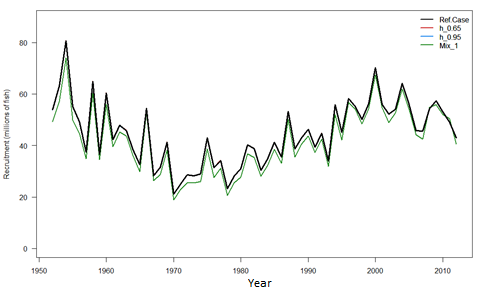 Ref.Case
h_0.65
h_0.95
Mix_1
Recruitment (millions of fish)
80
60
40
20
0
1950 1960 1970 1980 1990 2000 2010
Year